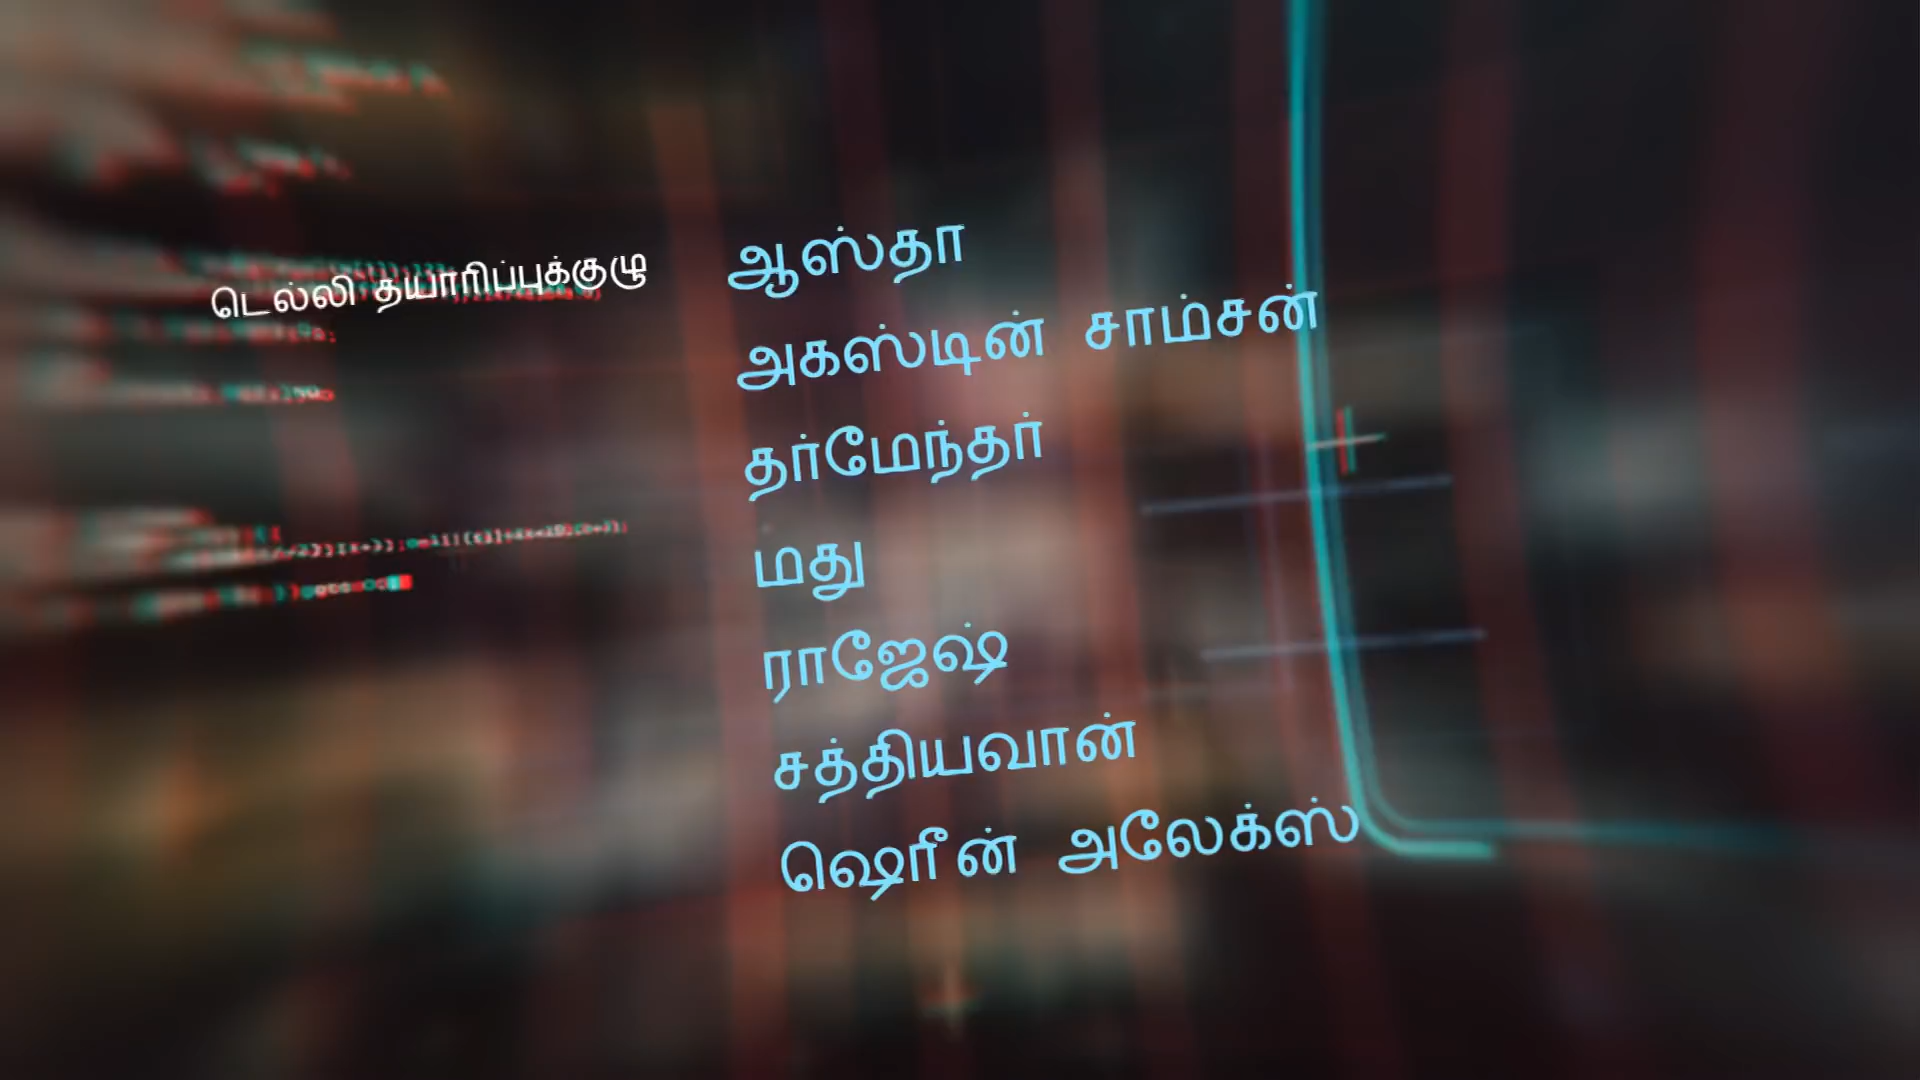 டெல்லி தயாரிப்புக்குழு
ஆஸ்தா
அகஸ்டின் சாம்சன்
தர்மேந்தர்
மது
ராஜேஷ்
சத்தியவான்
ஷெரீன் அலேக்ஸ்